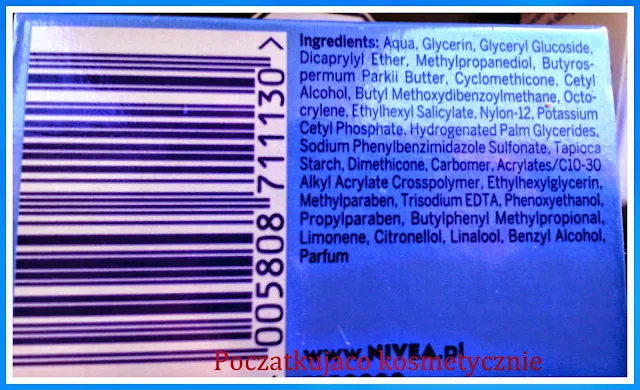 Ingredients: Aqua, Glycerin, Glyceryl Glucoside,
Dicaprylyl Ether, Methylpropanediol, Butyros-
permum Parkii Butter, Cyclomethicone, Cetyl
Alcohol, Butyl Methoxydibenzoylmethane, Octo-
crylene, Ethylhexyl Salicylate, Nylon-12, Potassium
Cetyl Phosphate, Hydrogenated Palm Glycerides,
Sodium Phenylbenzimidazole Sulfonate, Tapioca
Starch, Dimethicone, Carbomer, Acrylates/C10-30
Alkyl Acrylate Crosspolymer, Ethylhexylglycerin,
Methylparaben, Trisodium EDTA, Phenoxyethanol,
Propylparaben, Butylphenyl Methylpropional,
Limonene, Citronellol, Linalool, Benzyl Alcohol,
Parfum
www.NIVEA.pl
005808 711130 >
Początkująco kosmetycznie